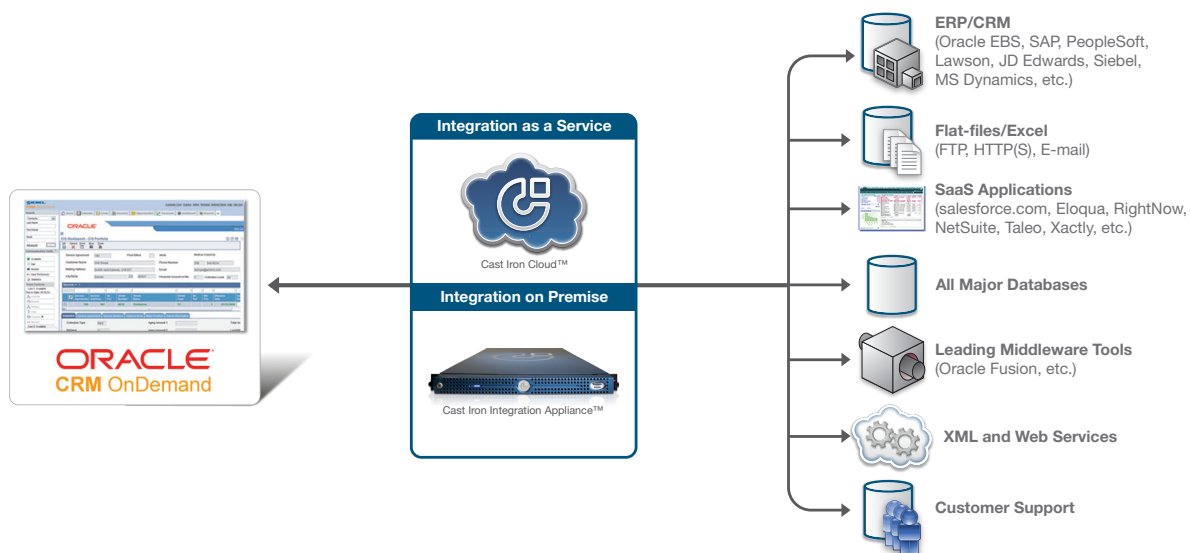 ORACLE
ORACLE
CRM OnDemand
Integration as a Service
Cast Iron Cloud™
Integration on Premise
Cast Iron Integration Appliance™
ERP/CRM
(Oracle EBS, SAP, PeopleSoft,
Lawson, JD Edwards, Siebel,
MS Dynamics, etc.)
Flat-files/Excel
(FTP, HTTP(S), E-mail)
SaaS Applications
(salesforce.com, Eloqua, RightNow,
NetSuite, Taleo, Xactly, etc.)
All Major Databases
Leading Middleware Tools
(Oracle Fusion, etc.)
XML and Web Services
Customer Support